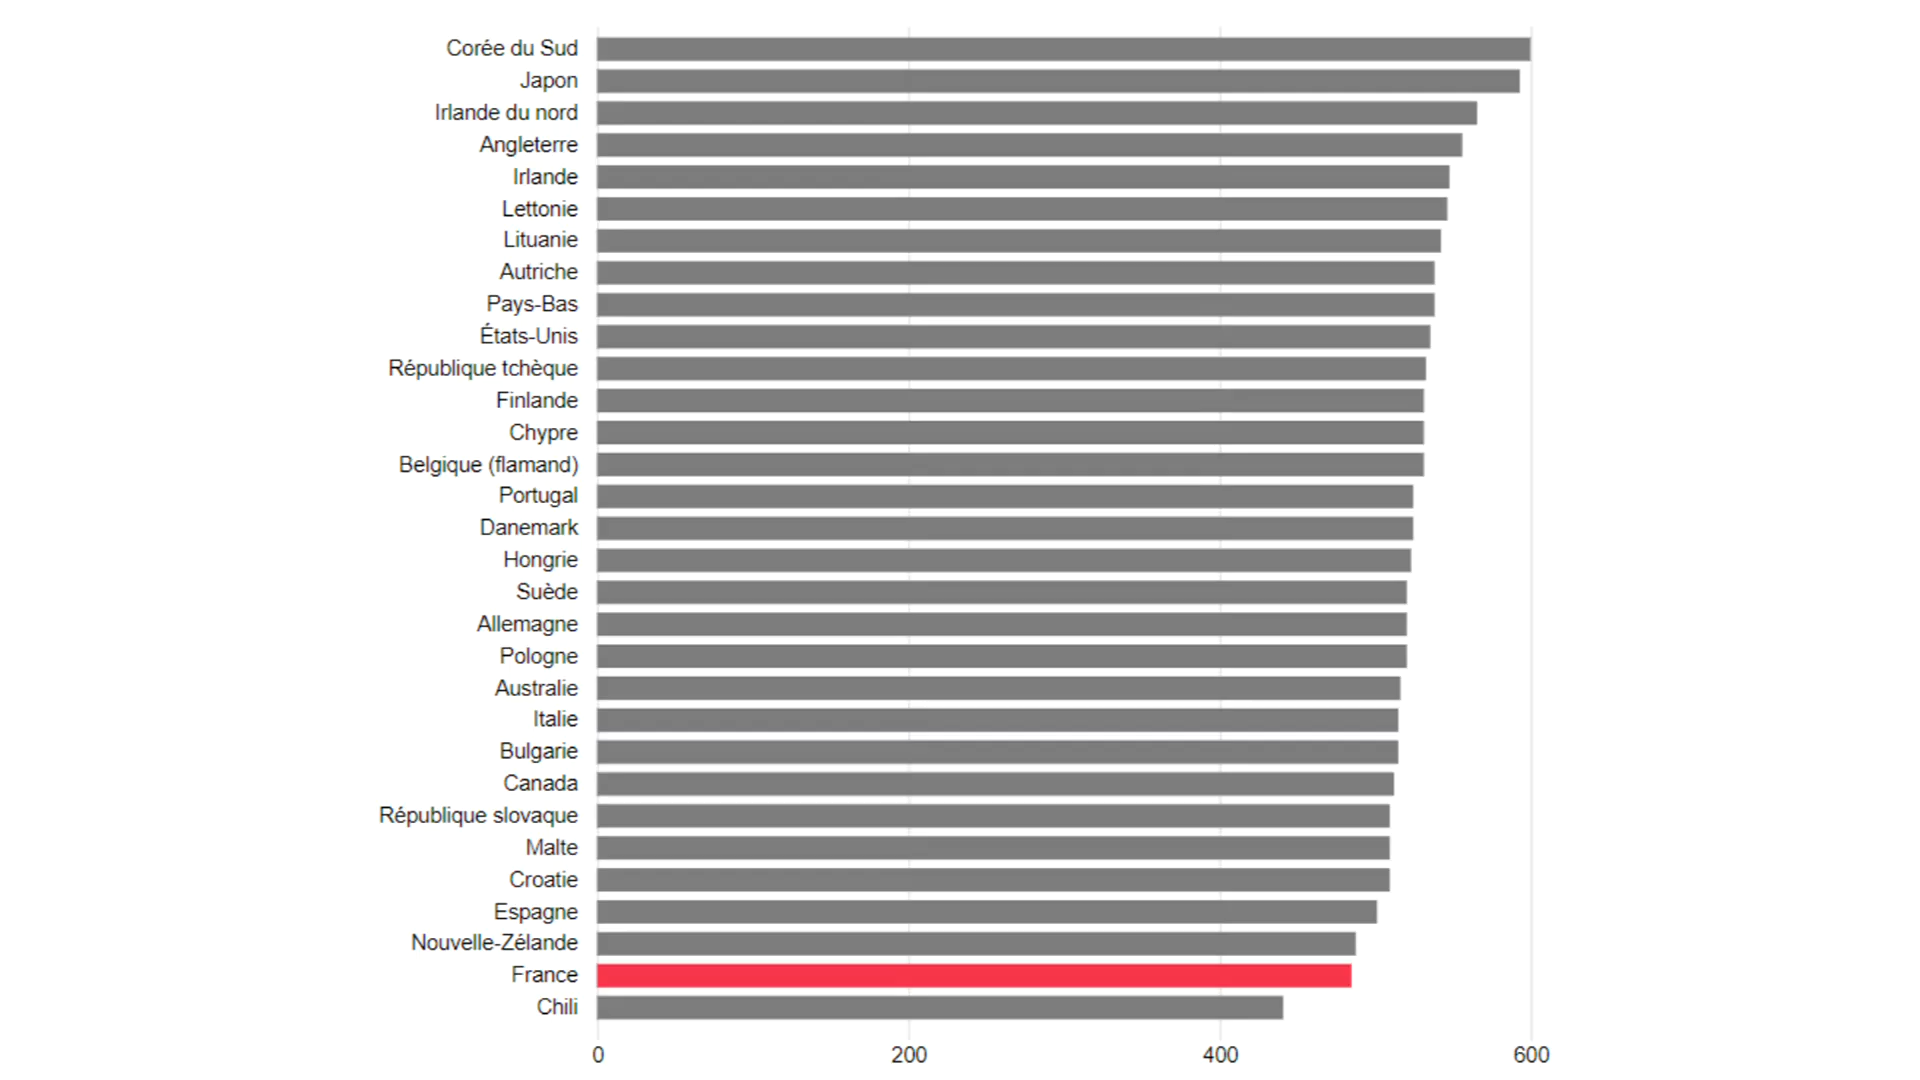 Corée du Sud
Japon
Irlande du nord
Angleterre
Irlande
Lettonie
Lituanie
Autriche
Pays-Bas
États-Unis
République tchèque
Finlande
Chypre
Belgique (flamand)
Portugal
Danemark
Hongrie
Suède
Allemagne
Pologne
Australie
Italie
Bulgarie
Canada
République slovaque
Malte
Croatie
Espagne
Nouvelle-Zélande
France
Chili
0 200 400 600